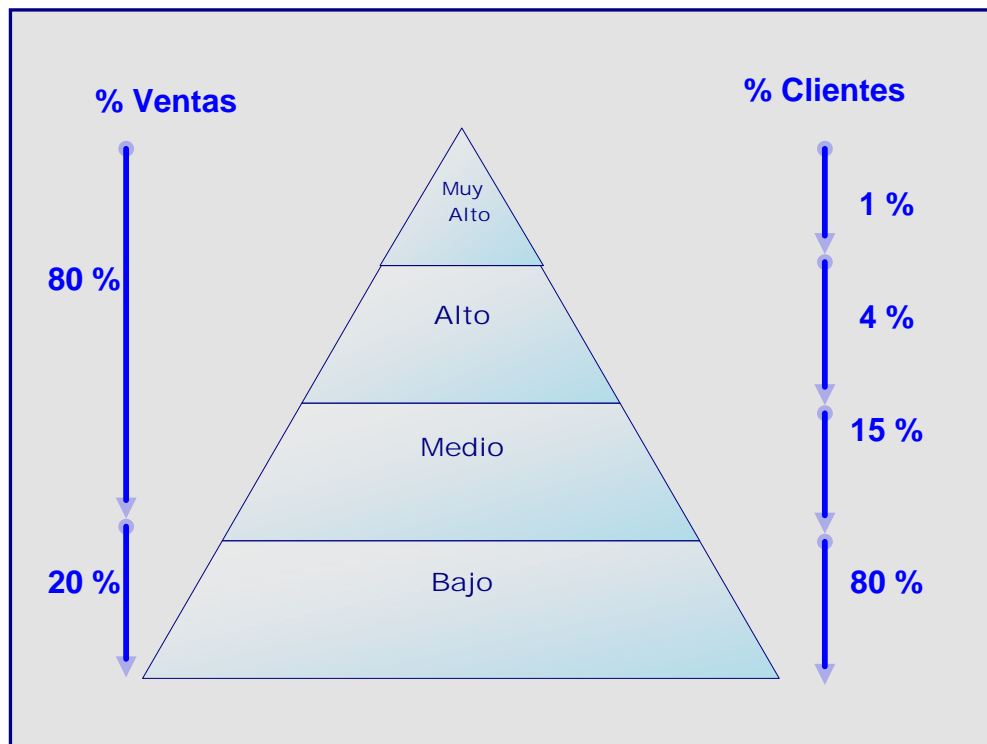 % Ventas
% Clientes
Muy
Alto
1 %
80 %
Alto
4 %
Medio
15 %
20 %
Bajo
80 %